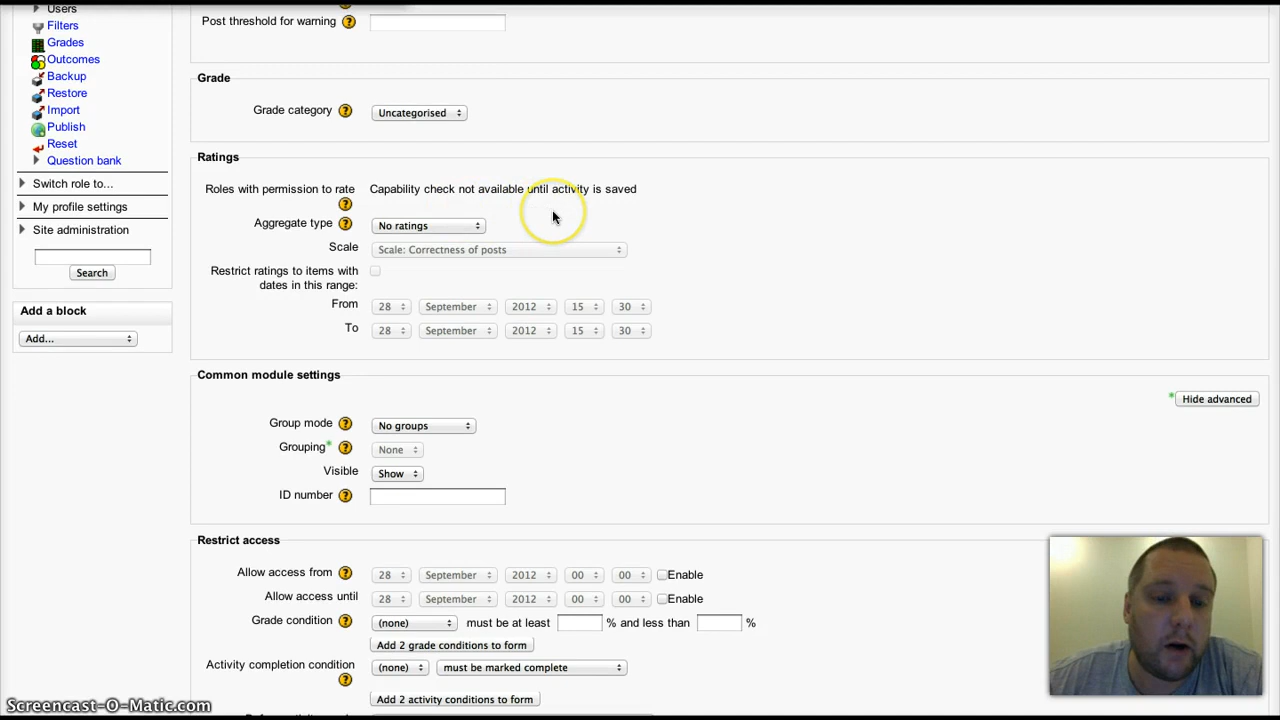 Users
Filters
Grades
Outcomes
Backup
Restore
Import
Publish
Reset
Question bank
Switch role to...
My profile settings
Site administration
Search
Add a block
Add...
Post threshold for warning ?
Grade
Grade category ? Uncategorised
Ratings
Roles with permission to rate ? Capability check not available until activity is saved
Aggregate type ? No ratings
Scale Scale: Correctness of posts
Restrict ratings to items with
dates in this range:
From 28 September 2012 15 30
To 28 September 2012 15 30
Common module settings
* Hide advanced
Group mode ? No groups
Grouping* ? None
Visible Show
ID number ?
Restrict access
Allow access from ? 28 September 2012 00 00 Enable
Allow access until 28 September 2012 00 00 Enable
Grade condition ? (none) must be at least % and less than %
Add 2 grade conditions to form
Activity completion condition ? (none) must be marked complete
Add 2 activity conditions to form
Screencast-O-Matic.com